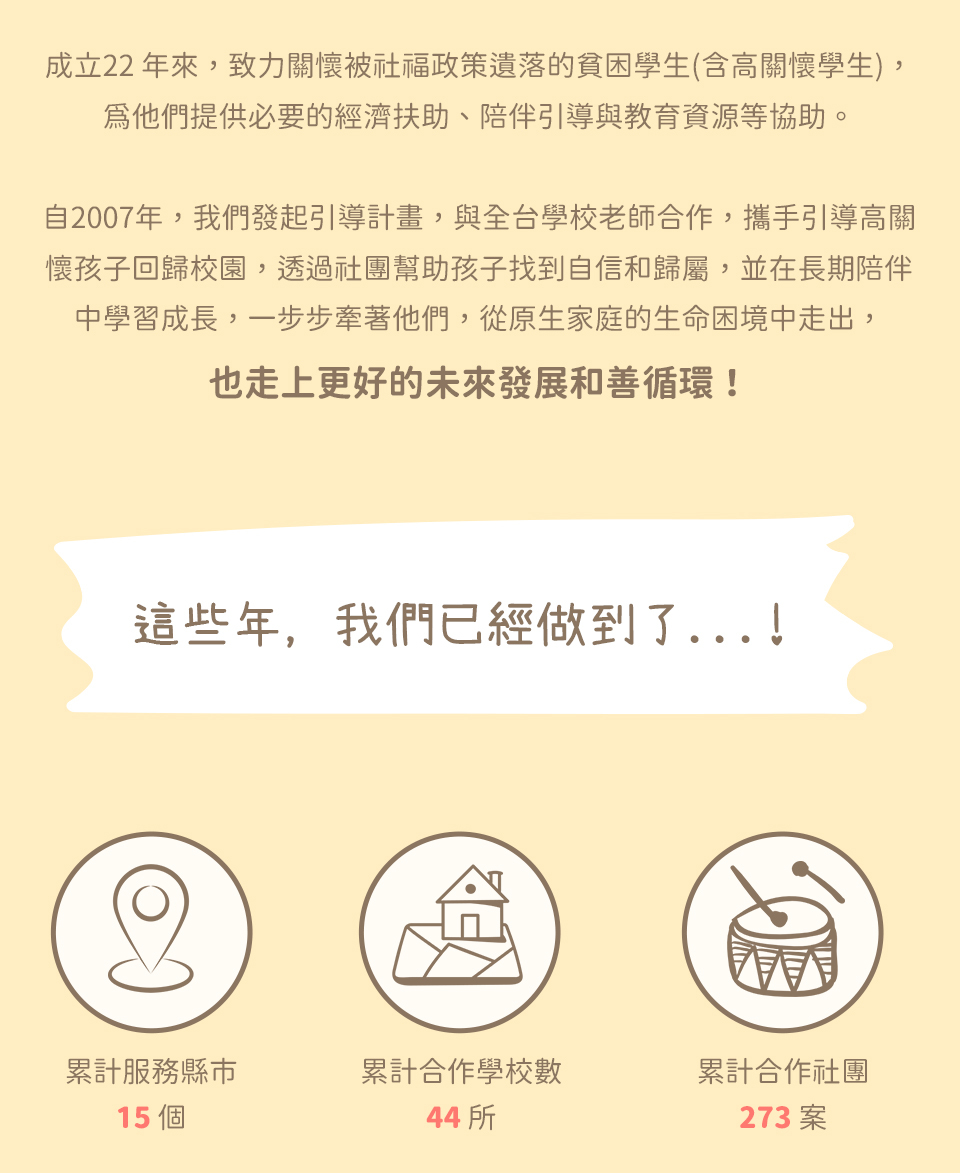 成立22 年來，致力關懷被社福政策遺落的貧困學生(含高關懷學生)，
為他們提供必要的經濟扶助、陪伴引導與教育資源等協助。
自2007年，我們發起引導計畫，與全台學校老師合作，攜手引導高關
懷孩子回歸校園，透過社團幫助孩子找到自信和歸屬，並在長期陪伴
中學習成長，一步步牽著他們，從原生家庭的生命困境中走出，
也走上更好的未來發展和善循環！
這些年, 我們已經做到了...!
累計服務縣市
15 個
累計合作學校數
44 所
累計合作社團
273 案